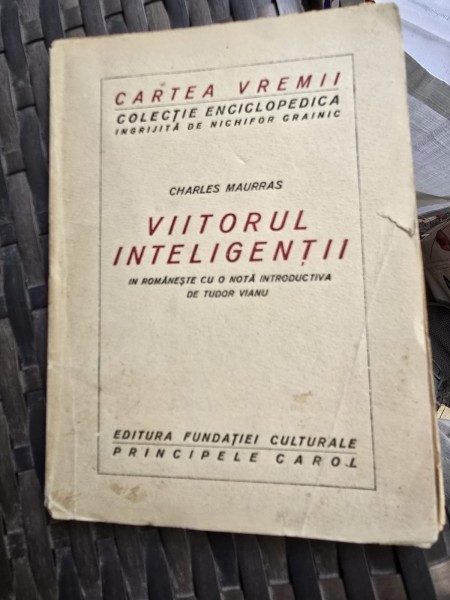 CARTEA VREMII
COLECȚIE ENCICLOPEDICA
INGRIJITĂ DE NICHIFOR CRAINIC
CHARLES MAURRAS
VIITORUL
INTELIGENȚII
IN ROMÂNEȘTE CU O NOTĂ INTRODUCTIVA
DE TUDOR VIANU
EDITURA FUNDAȚIEI CULTURALE
PRINCIPELE CAROL